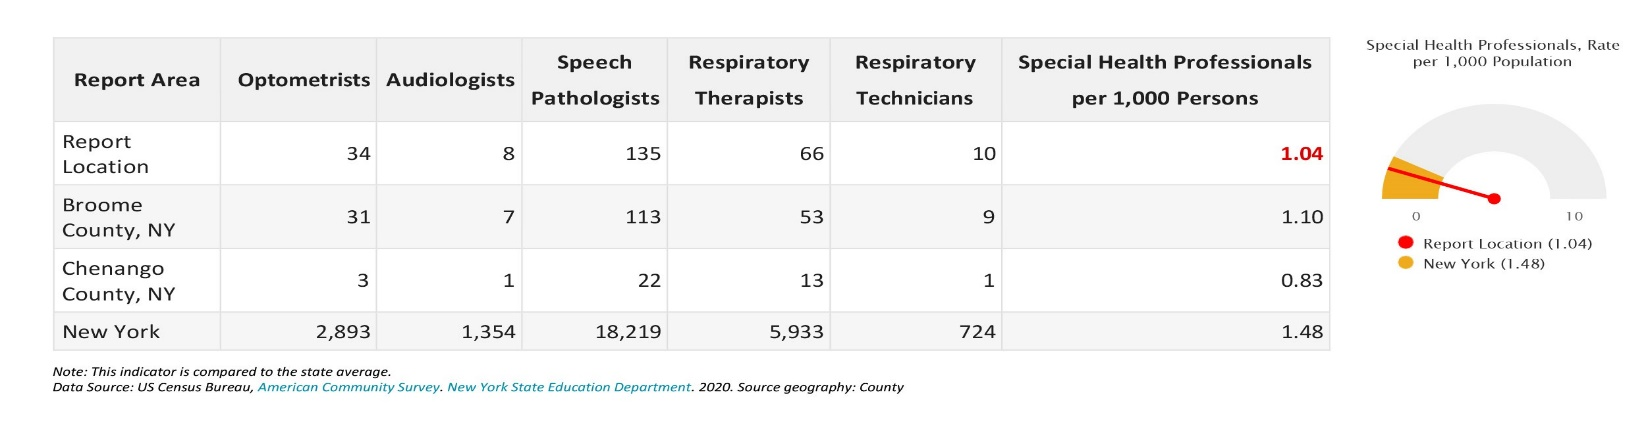 Report Area Optometrists Audiologists Speech Pathologists Respiratory Therapists Respiratory Technicians Special Health Professionals per 1,000 Persons
Report Location 34 8 135 66 10 1.04
Broome County, NY 31 7 113 53 9 1.10
Chenango County, NY 3 1 22 13 1 0.83
New York 2,893 1,354 18,219 5,933 724 1.48
Note: This indicator is compared to the state average.
Data Source: US Census Bureau, American Community Survey. New York State Education Department. 2020. Source geography: County
Special Health Professionals, Rate
per 1,000 Population
0 10
Report Location (1.04)
New York (1.48)